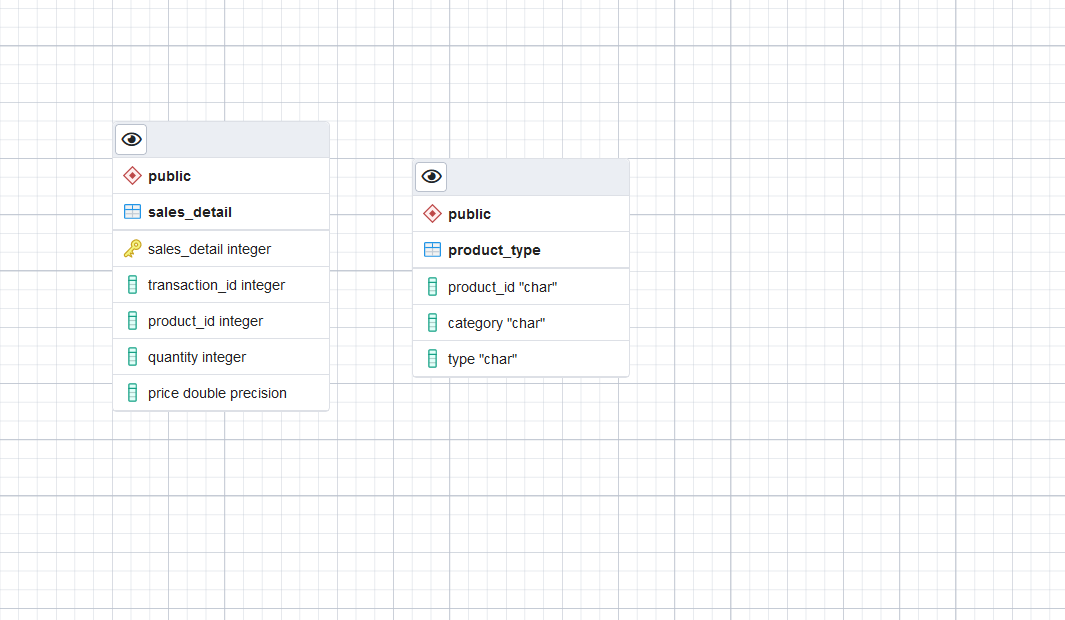 public
sales_detail
sales_detail integer
transaction_id integer
product_id integer
quantity integer
price double precision
public
product_type
product_id "char"
category "char"
type "char"